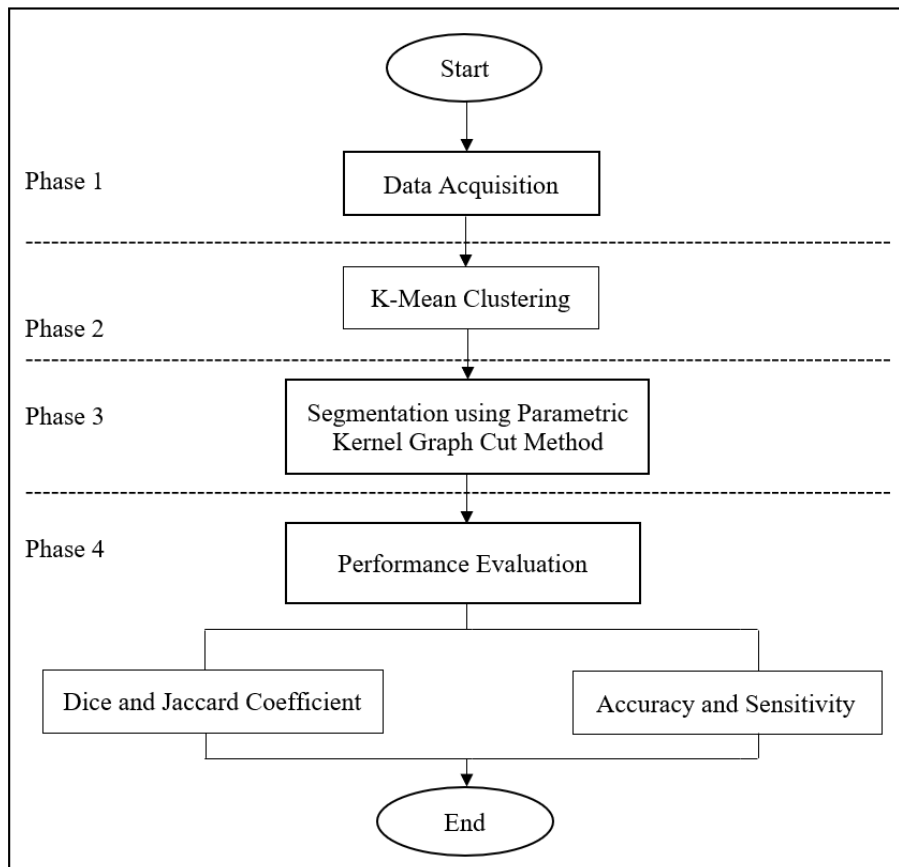 Start
Phase 1
Data Acquisition
K-Mean Clustering
Phase 2
Phase 3
Segmentation using Parametric
Kernel Graph Cut Method
Phase 4
Performance Evaluation
Dice and Jaccard Coefficient
Accuracy and Sensitivity
End